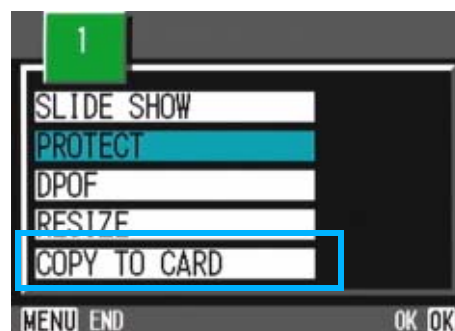 1
SLIDE SHOW
PROTECT
DPOF
RESIZE
COPY TO CARD
MENU END OK OK